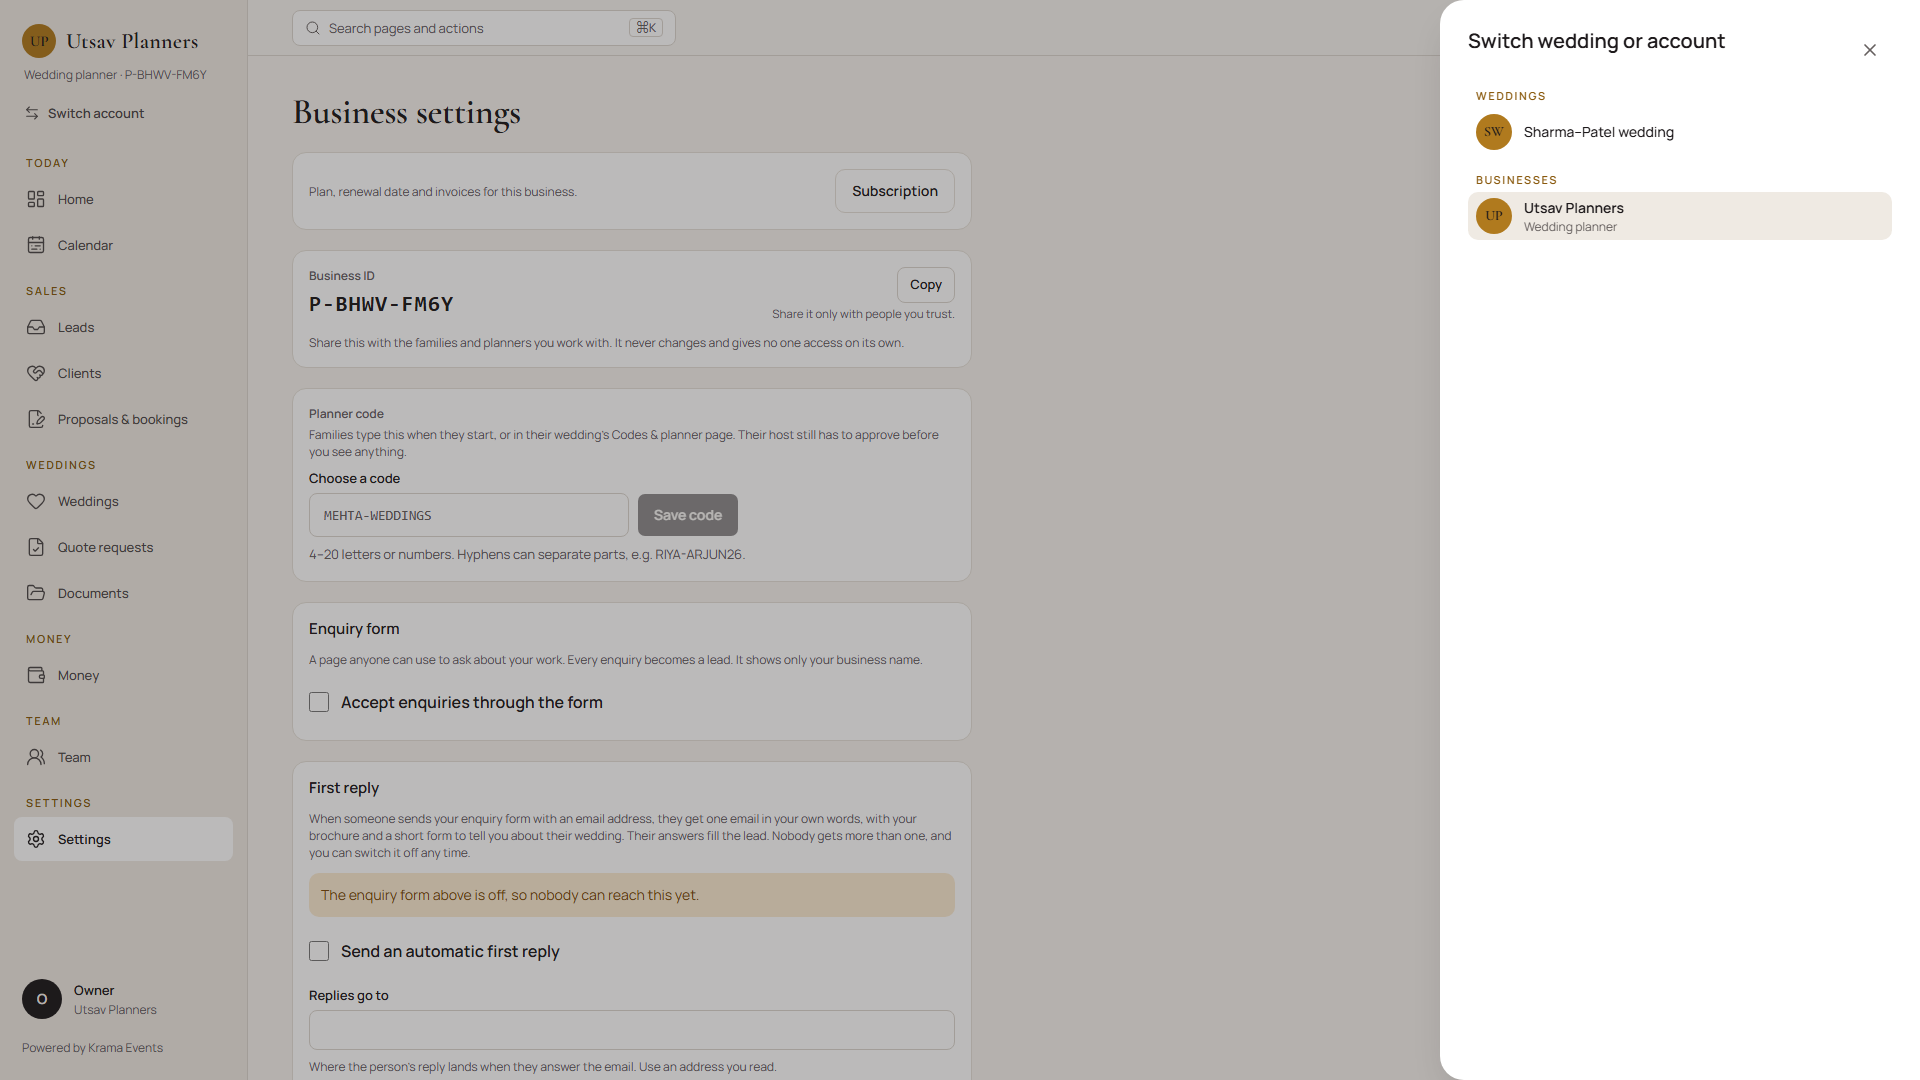 UP
Utsav Planners
Wedding planner · P-BHWV-FM6Y
Switch account
TODAY
Home
Calendar
SALES
Leads
Clients
Proposals & bookings
WEDDINGS
Weddings
Quote requests
Documents
MONEY
Money
TEAM
Team
SETTINGS
Settings
O
Owner
Utsav Planners
Powered by Krama Events
Search pages and actions
⌘K
Business settings
Plan, renewal date and invoices for this business.
Subscription
Business ID
P-BHWV-FM6Y
Copy
Share it only with people you trust.
Share this with the families and planners you work with. It never changes and gives no one access on its own.
Planner code
Families type this when they start, or in their wedding's Codes & planner page. Their host still has to approve before
you see anything.
Choose a code
MEHTA-WEDDINGS
Save code
4–20 letters or numbers. Hyphens can separate parts, e.g. RIYA-ARJUN26.
Enquiry form
A page anyone can use to ask about your work. Every enquiry becomes a lead. It shows only your business name.
Accept enquiries through the form
First reply
When someone sends your enquiry form with an email address, they get one email in your own words, with your
brochure and a short form to tell you about their wedding. Their answers fill the lead. Nobody gets more than one, and
you can switch it off any time.
The enquiry form above is off, so nobody can reach this yet.
Send an automatic first reply
Replies go to
Where the person's reply lands when they answer the email. Use an address you read.
Switch wedding or account
WEDDINGS
SW
Sharma–Patel wedding
BUSINESSES
UP
Utsav Planners
Wedding planner